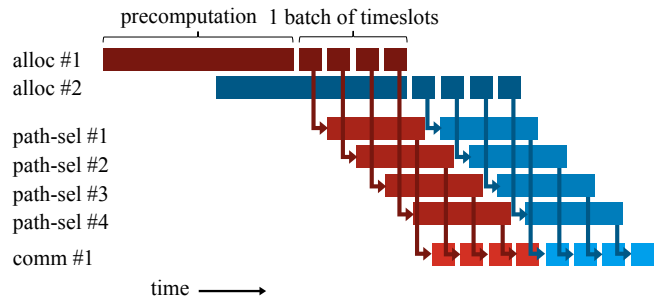 precomputation 1 batch of timeslots
alloc #1
alloc #2
path-sel #1
path-sel #2
path-sel #3
path-sel #4
comm #1
time